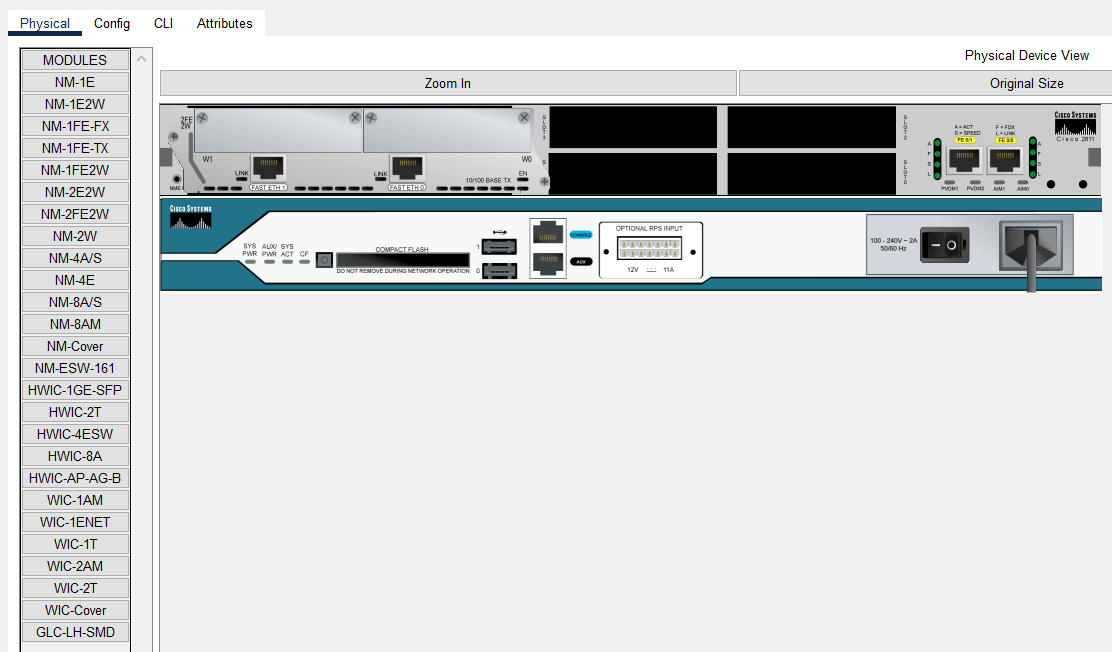 Physical Config CLI Attributes
MODULES
NM-1E
NM-1E2W
NM-1FE-FX
NM-1FE-TX
NM-1FE2W
NM-2E2W
NM-2FE2W
NM-2W
NM-4A/S
NM-4E
NM-8A/S
NM-8AM
NM-Cover
NM-ESW-161
HWIC-1GE-SFP
HWIC-2T
HWIC-4ESW
HWIC-8A
HWIC-AP-AG-B
WIC-1AM
WIC-1ENET
WIC-1T
WIC-2AM
WIC-2T
WIC-Cover
GLC-LH-SMD
Physical Device View
Zoom In
Original Size
2FE
2W
W1
W0
LINK
LINK
EN
NME
FAST ETH 1
FAST ETH 0
10/100 BASE TX
SLOT3
SLOT2
SLOT0
A = ACT
S = SPEED
F = FDX
L = LINK
FE 0/1
FE 0/0
A
F
S
L
A
F
S
L
PVDM1
PVDM2
AIM1
AIM0
CISCO SYSTEMS
Cisco 2811
CISCO SYSTEMS
SYS
PWR
AUX/
PWR
SYS
ACT
CF
COMPACT FLASH
DO NOT REMOVE DURING NETWORK OPERATION
1
0
CONSOLE
AUX
OPTIONAL RPS INPUT
12V
11A
100 - 240V ~ 2A
50/60 Hz